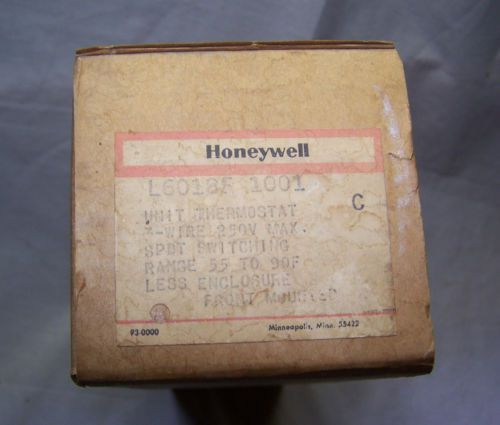 Honeywell
L6018F 1001
C
UNIT THERMOSTAT
-WIRE 250V MAX.
SPDT SWITCHING
RANGE 55 TO 90F
LESS ENCLOSURE
FRONT MOUNTED
93-0000
Minneapolis, Minn. 55422